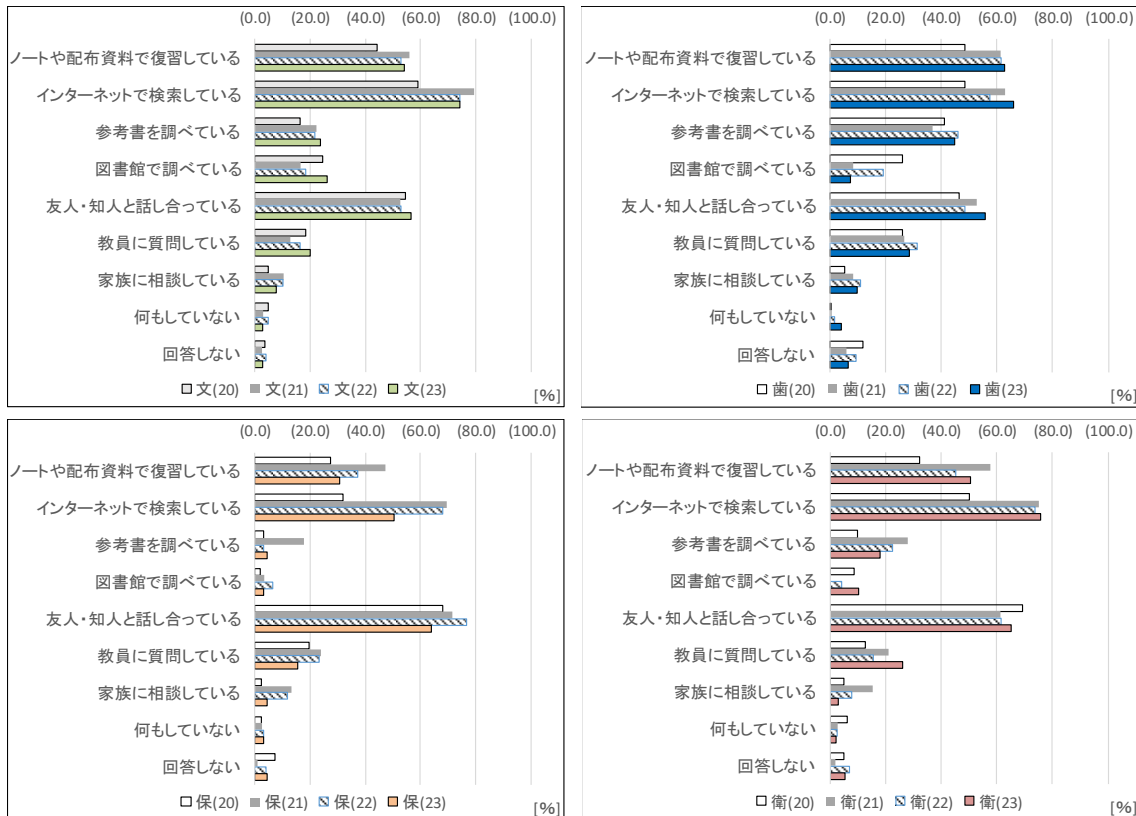 (0.0) (20.0) (40.0) (60.0) (80.0) (100.0)
ノートや配布資料で復習している
インターネットで検索している
参考書を調べている
図書館で調べている
友人・知人と話し合っている
教員に質問している
家族に相談している
何もしていない
回答しない
文(20) 文(21) 文(22) 文(23)
[%]
(0.0) (20.0) (40.0) (60.0) (80.0) (100.0)
ノートや配布資料で復習している
インターネットで検索している
参考書を調べている
図書館で調べている
友人・知人と話し合っている
教員に質問している
家族に相談している
何もしていない
回答しない
歯(20) 歯(21) 歯(22) 歯(23)
[%]
(0.0) (20.0) (40.0) (60.0) (80.0) (100.0)
ノートや配布資料で復習している
インターネットで検索している
参考書を調べている
図書館で調べている
友人・知人と話し合っている
教員に質問している
家族に相談している
何もしていない
回答しない
保(20) 保(21) 保(22) 保(23)
[%]
(0.0) (20.0) (40.0) (60.0) (80.0) (100.0)
ノートや配布資料で復習している
インターネットで検索している
参考書を調べている
図書館で調べている
友人・知人と話し合っている
教員に質問している
家族に相談している
何もしていない
回答しない
衛(20) 衛(21) 衛(22) 衛(23)
[%]